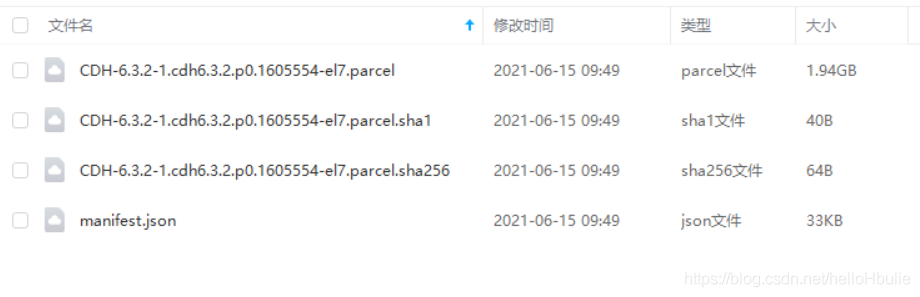 文件名 修改时间 类型 大小
CDH-6.3.2-1.cdh6.3.2.p0.1605554-el7.parcel 2021-06-15 09:49 parcel文件 1.94GB
CDH-6.3.2-1.cdh6.3.2.p0.1605554-el7.parcel.sha1 2021-06-15 09:49 sha1文件 40B
CDH-6.3.2-1.cdh6.3.2.p0.1605554-el7.parcel.sha256 2021-06-15 09:49 sha256文件 64B
manifest.json 2021-06-15 09:49 json文件 33KB
https://blog.csdn.net/helloHbulie